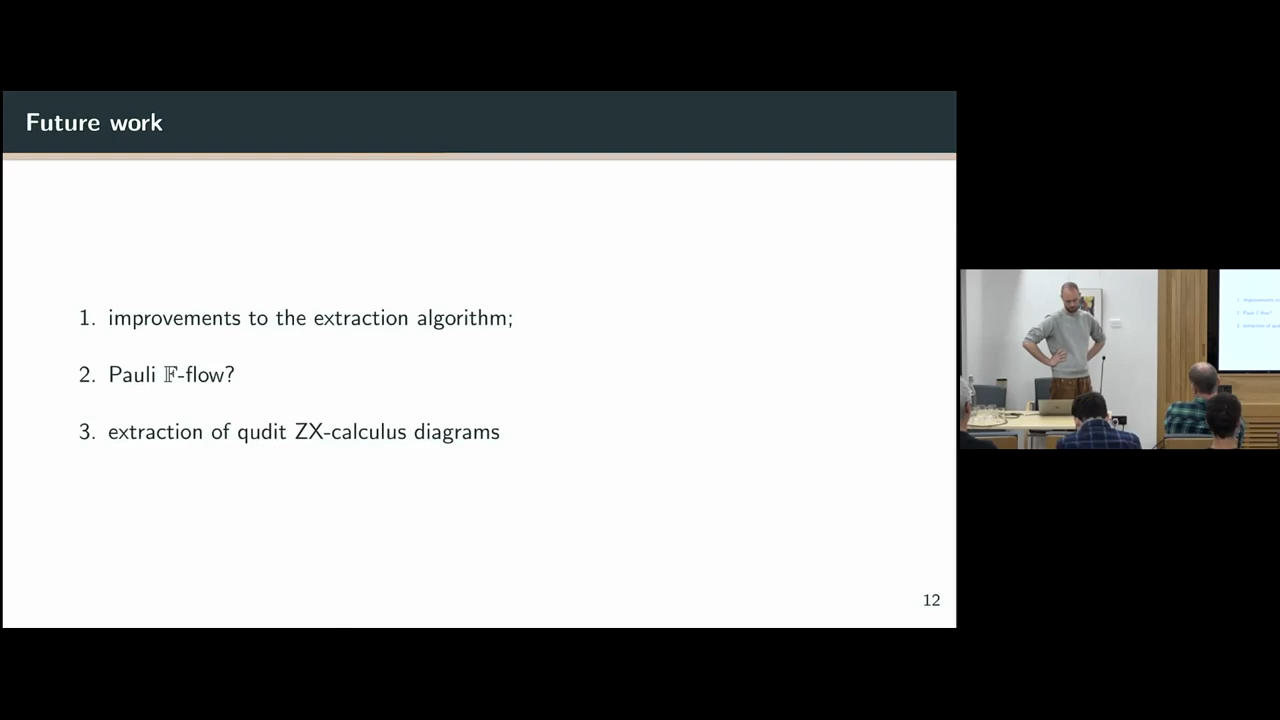 Future work
1. improvements to the extraction algorithm;
2. Pauli 𝔽-flow?
3. extraction of qudit ZX-calculus diagrams
12